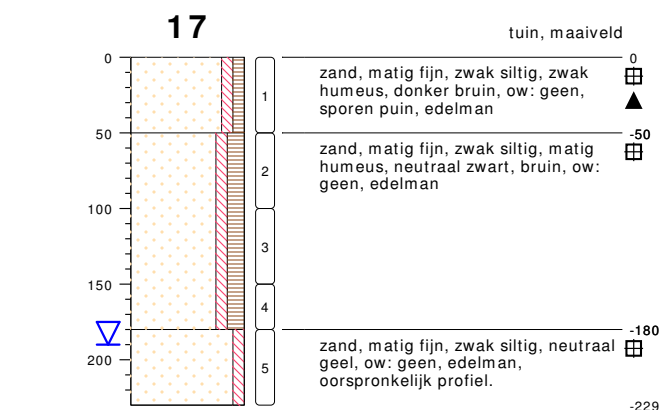 17
tuin, maaiveld
0
0
zand, matig fijn, zwak siltig, zwak
humeus, donker bruin, ow: geen,
sporen puin, edelman
1
50
-50
zand, matig fijn, zwak siltig, matig
humeus, neutraal zwart, bruin, ow:
geen, edelman
2
100
3
150
4
-180
zand, matig fijn, zwak siltig, neutraal
geel, ow: geen, edelman,
oorspronkelijk profiel.
200
5
-229